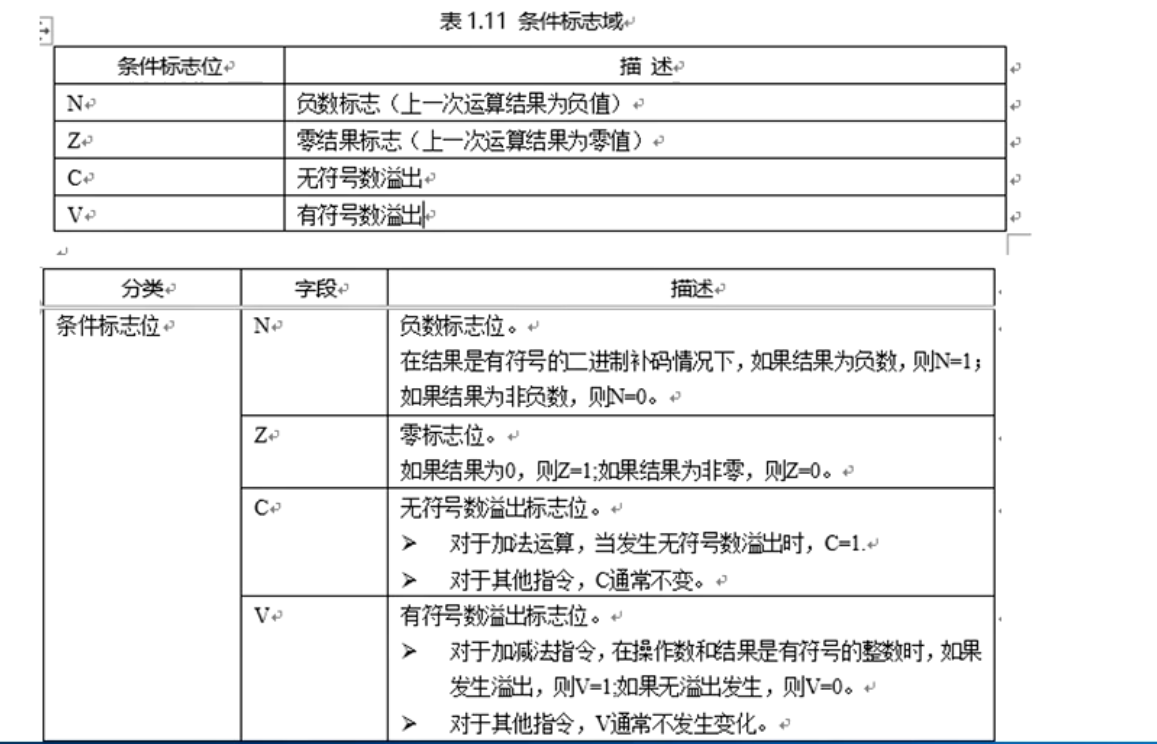 表 1.11 条件标志域
条件标志位 描 述
N 负数标志（上一次运算结果为负值）
Z 零结果标志（上一次运算结果为零值）
C 无符号数溢出
V 有符号数溢出
分类 字段 描述
条件标志位 N 负数标志位。
在结果是有符号的二进制补码情况下，如果结果为负数，则N=1；
如果结果为非负数，则N=0。
Z 零标志位。
如果结果为0，则Z=1;如果结果为非零，则Z=0。
C 无符号数溢出标志位。
➢ 对于加法运算，当发生无符号数溢出时，C=1.
➢ 对于其他指令，C通常不变。
V 有符号数溢出标志位。
➢ 对于加减法指令，在操作数和结果是有符号的整数时，如果
发生溢出，则V=1;如果无溢出发生，则V=0。
➢ 对于其他指令，V通常不发生变化。